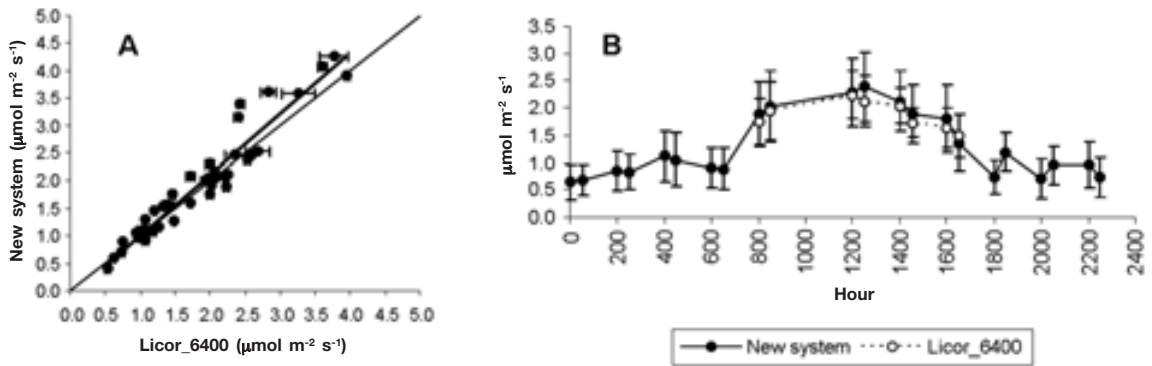 A
New system (µmol m⁻² s⁻¹)
5.0
4.5
4.0
3.5
3.0
2.5
2.0
1.5
1.0
0.5
0.0
0.0 0.5 1.0 1.5 2.0 2.5 3.0 3.5 4.0 4.5 5.0
Licor_6400 (µmol m⁻² s⁻¹)
B
µmol m⁻² s⁻¹
3.5
3.0
2.5
2.0
1.5
1.0
0.5
0.0
0 200 400 600 800 1000 1200 1400 1600 1800 2000 2200 2400
Hour
New system Licor_6400